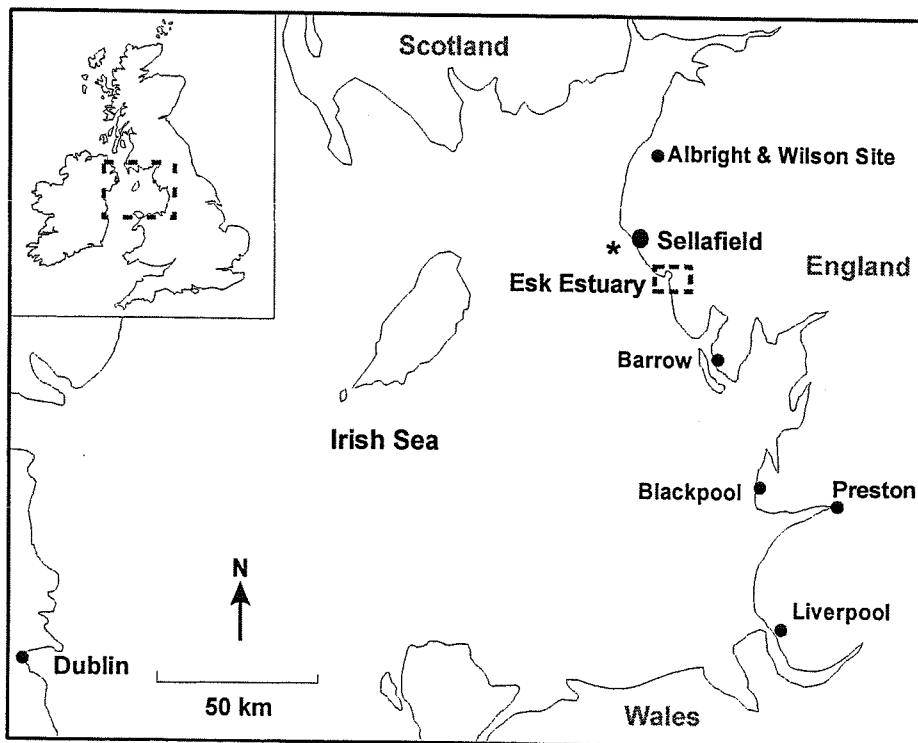 Scotland
Albright & Wilson Site
*
Sellafield
England
Esk Estuary
Barrow
Irish Sea
Blackpool
Preston
N
Liverpool
Dublin
50 km
Wales